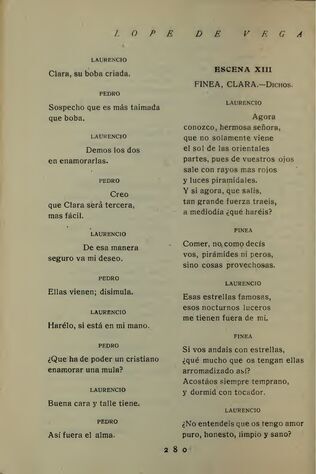 LOPE DE VEGA
LAURENCIO
Clara, su boba criada.
PEDRO
Sospecho que es más taimada
que boba.
LAURENCIO
Demos los dos
en enamorarlas.
PEDRO
Creo
que Clara será tercera,
mas fácil.
LAURENCIO
De esa manera
seguro va mi deseo.
PEDRO
Ellas vienen; disimula.
LAURENCIO
Harélo, si está en mi mano.
PEDRO
¿Que ha de poder un cristiano
enamorar una mula?
LAURENCIO
Buena cara y talle tiene.
PEDRO
Así fuera el alma.
ESCENA XIII
FINEA, CLARA.—DICHOS.
LAURENCIO
Agora
conozco, hermosa señora,
que no solamente viene
el sol de las orientales
partes, pues de vuestros ojos
sale con rayos mas rojos
y luces piramidales.
Y si agora, que salís,
tan grande fuerza traeis,
a mediodía ¿qué haréis?
FINEA
Comer, no, como decís
vos, pirámides ni peros,
sino cosas provechosas.
LAURENCIO
Esas estrellas famosas,
esos nocturnos luceros
me tienen fuera de mí.
FINEA
Si vos andais con estrellas,
¿qué mucho que os tengan ellas
arromadizado así?
Acostáos siempre temprano,
y dormid con tocador.
LAURENCIO
¿No entendeis que os tengo amor
puro, honesto, limpio y sano?
280